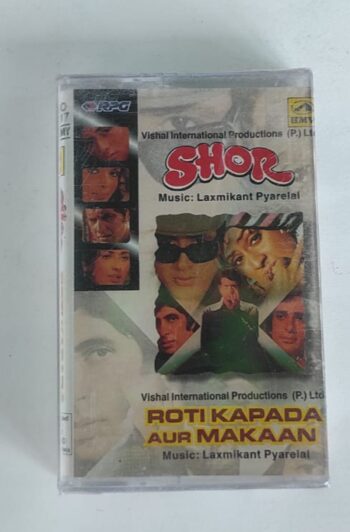 RPG
HMV
Vishal International Productions (P.) Ltd
SHOR
Music: Laxmikant Pyarelal
Vishal International Productions (P.) Ltd
ROTI KAPADA
AUR MAKAAN
Music: Laxmikant Pyarelal